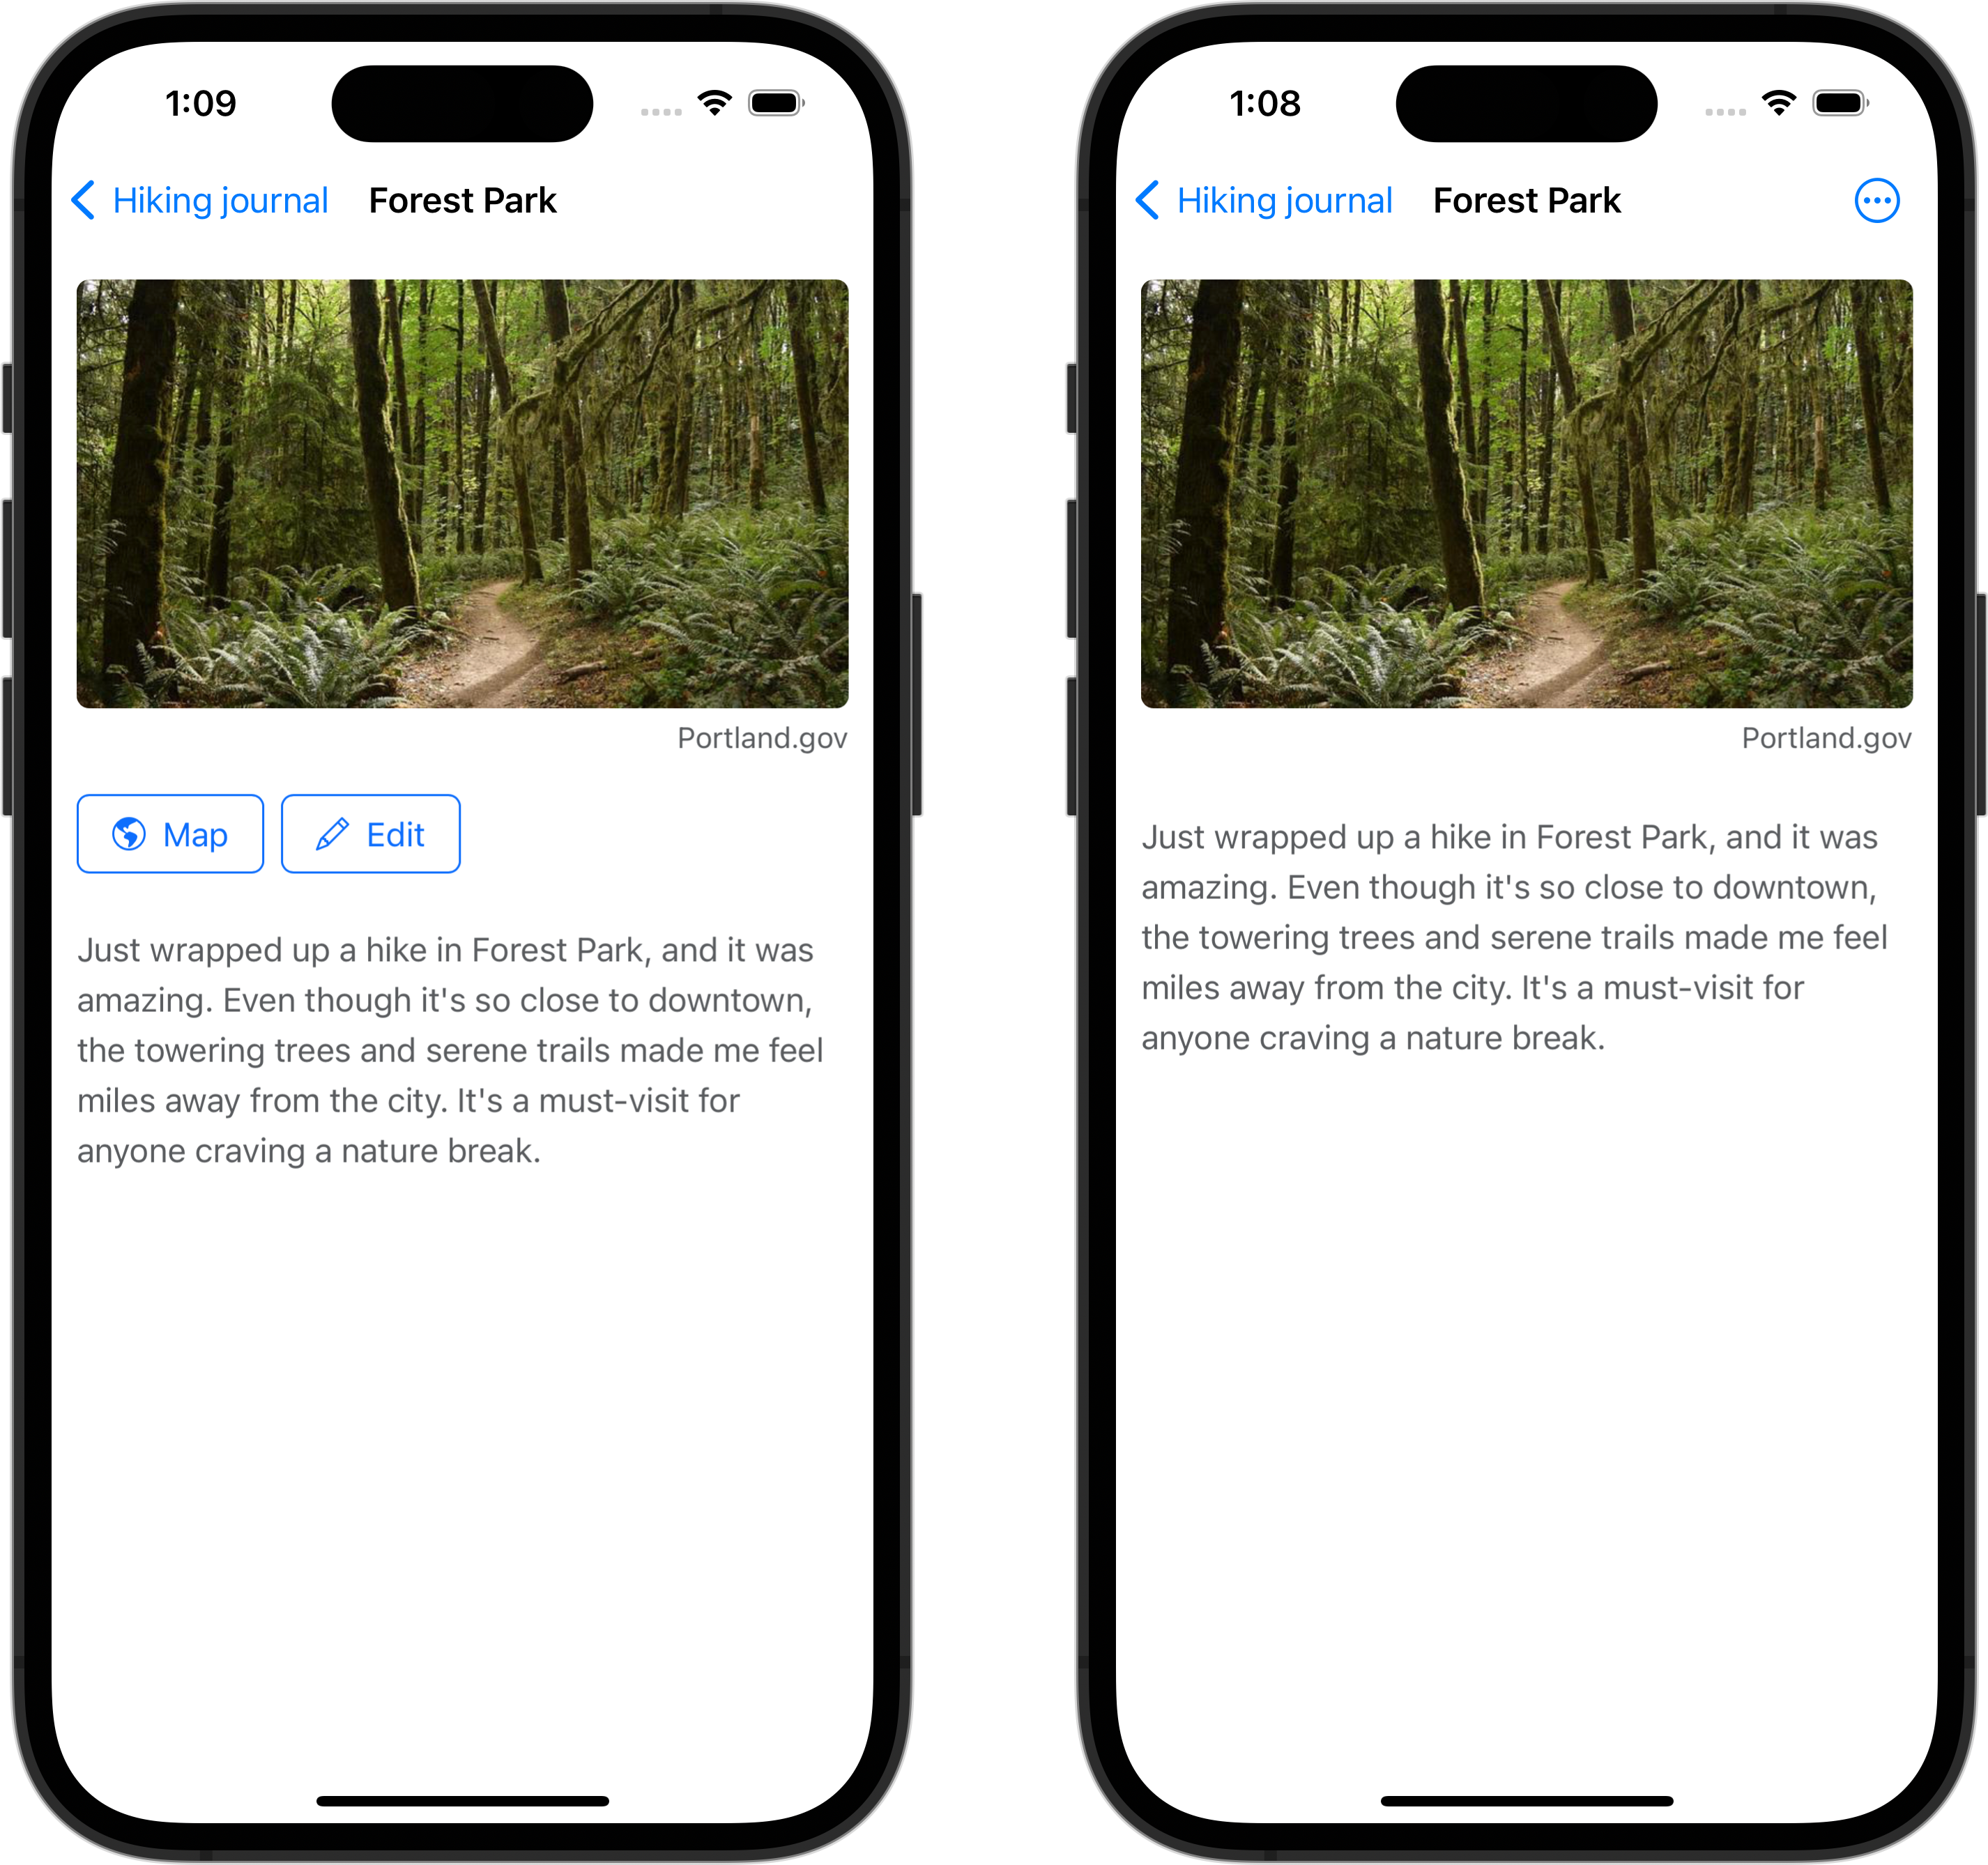 1:09
Hiking journal
Forest Park
Portland.gov
Map
Edit
Just wrapped up a hike in Forest Park, and it was
amazing. Even though it's so close to downtown,
the towering trees and serene trails made me feel
miles away from the city. It's a must-visit for
anyone craving a nature break.
1:08
Hiking journal
Forest Park
Portland.gov
Just wrapped up a hike in Forest Park, and it was
amazing. Even though it's so close to downtown,
the towering trees and serene trails made me feel
miles away from the city. It's a must-visit for
anyone craving a nature break.